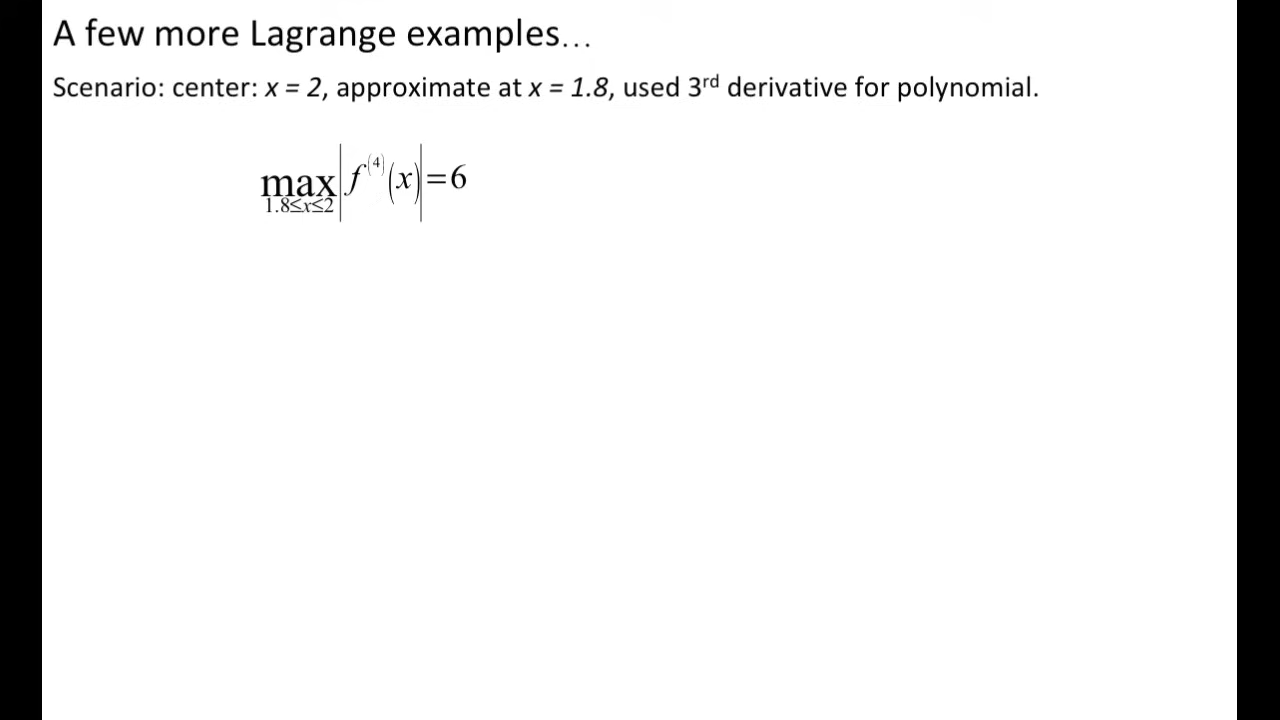 A few more Lagrange examples…
Scenario: center: x = 2, approximate at x = 1.8, used 3rd derivative for polynomial.
max |f^(4)(x)| = 6
1.8≤x≤2